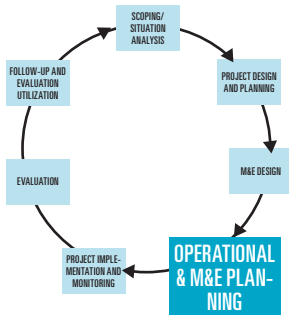 SCOPING/
SITUATION
ANALYSIS
PROJECT DESIGN
AND PLANNING
M&E DESIGN
OPERATIONAL
& M&E PLAN-
NING
PROJECT IMPLE-
MENTATION AND
MONITORING
EVALUATION
FOLLOW-UP AND
EVALUATION
UTILIZATION